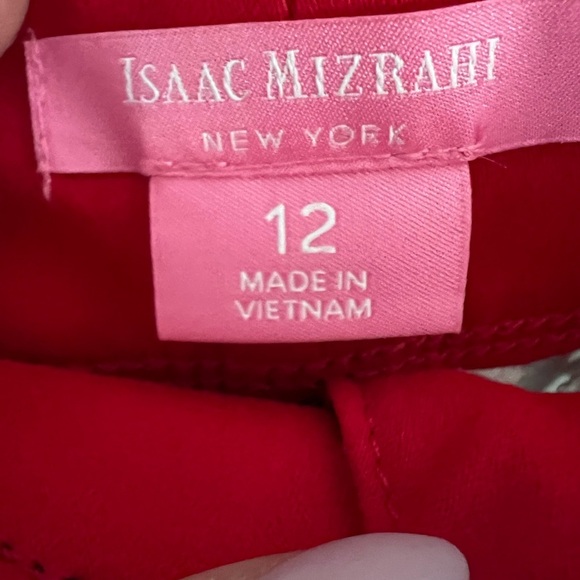 ISAAC MIZRAHI
NEW YORK
12
MADE IN
VIETNAM